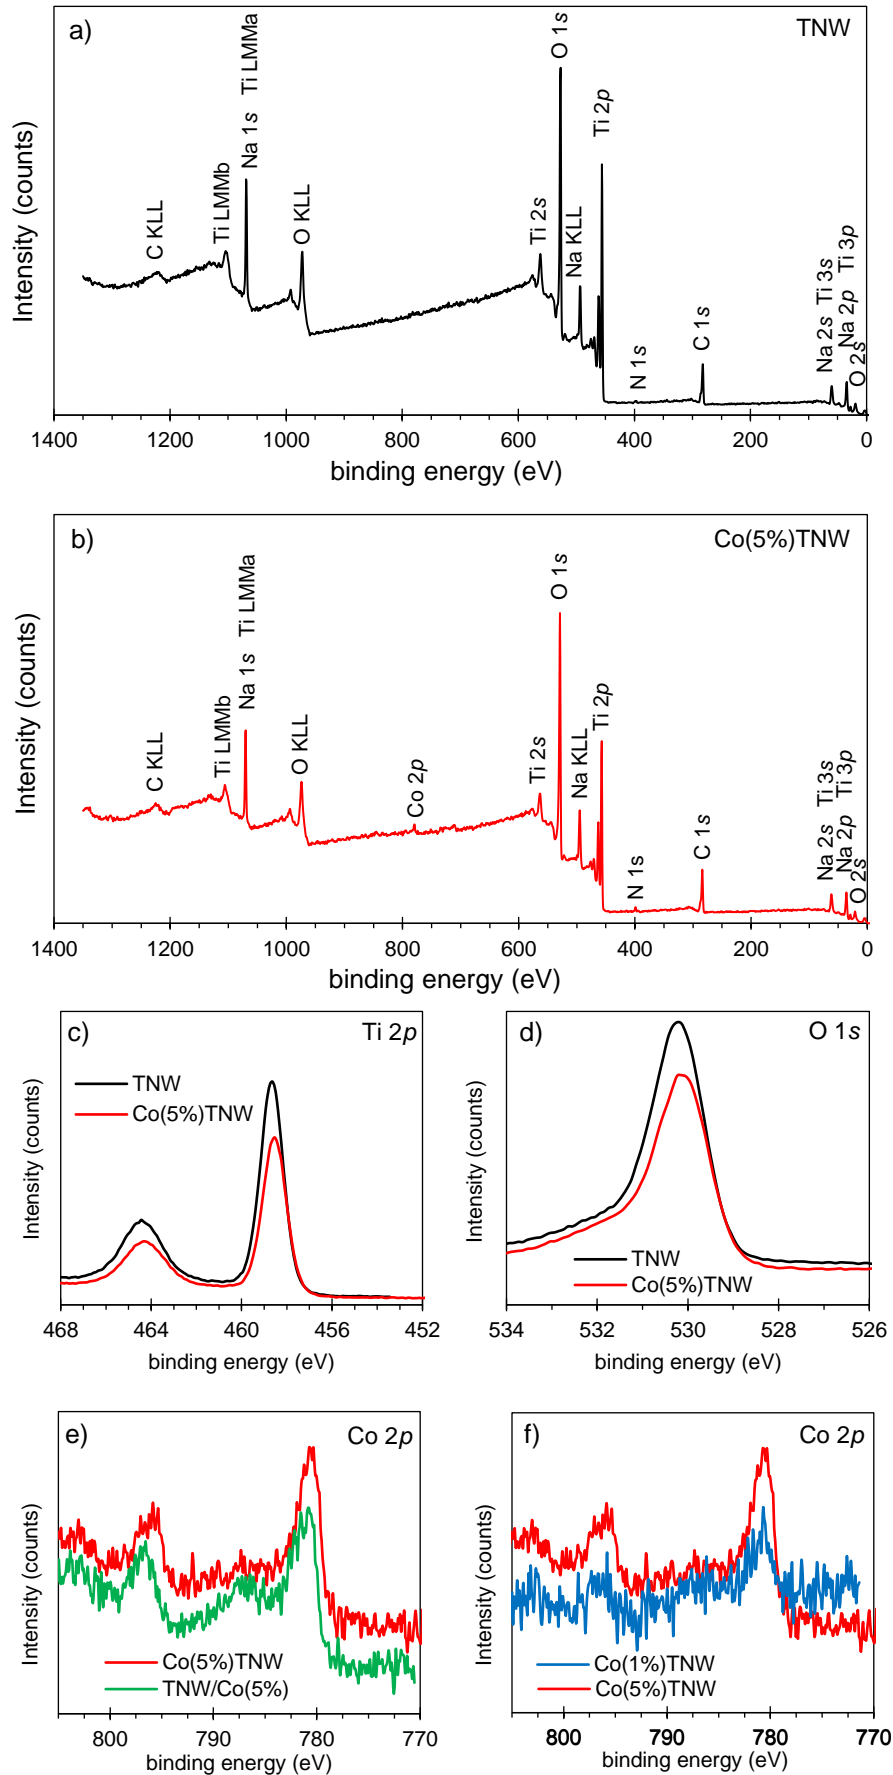 a)
TNW
C KLL
Ti LMMb
Na 1s Ti LMMa
O KLL
Ti 2s
O 1s
Na KLL
Ti 2p
N 1s
C 1s
Na 2s Ti 3s
Na 2p Ti 3p
O 2s
Intensity (counts)
1400 1200 1000 800 600 400 200 0
binding energy (eV)
b)
Co(5%)TNW
C KLL
Ti LMMb
Na 1s Ti LMMa
O KLL
Co 2p
Ti 2s
O 1s
Na KLL
Ti 2p
N 1s
C 1s
Na 2s Ti 3s
Na 2p Ti 3p
O 2s
Intensity (counts)
1400 1200 1000 800 600 400 200 0
binding energy (eV)
c)
Ti 2p
TNW
Co(5%)TNW
Intensity (counts)
468 464 460 456 452
binding energy (eV)
d)
O 1s
TNW
Co(5%)TNW
Intensity (counts)
534 532 530 528 526
binding energy (eV)
e)
Co 2p
Co(5%)TNW
TNW/Co(5%)
Intensity (counts)
800 790 780 770
binding energy (eV)
f)
Co 2p
Co(1%)TNW
Co(5%)TNW
Intensity (counts)
800 790 780 770
binding energy (eV)